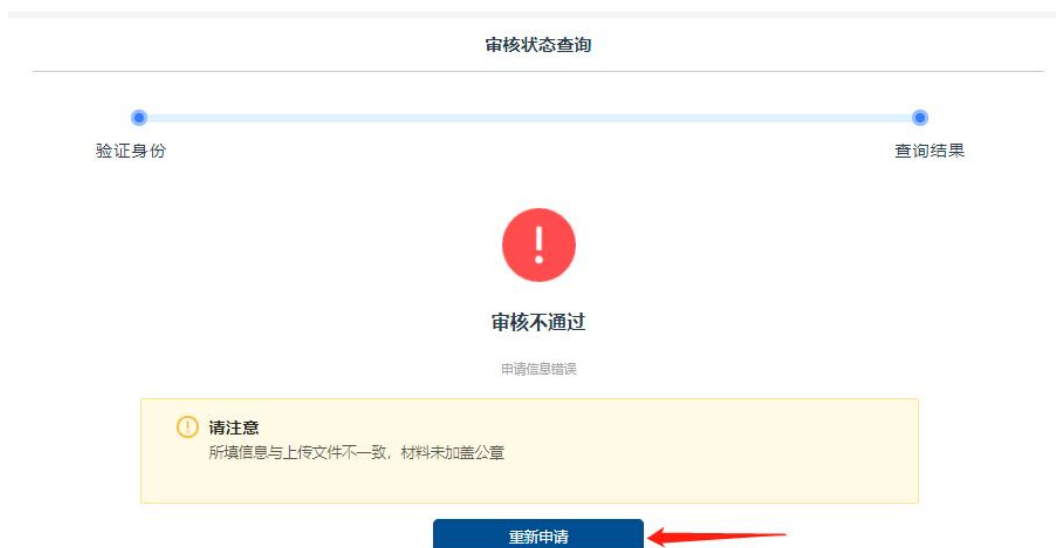 审核状态查询
验证身份
查询结果
审核不通过
申请信息错误
请注意
所填信息与上传文件不一致，材料未加盖公章
重新申请